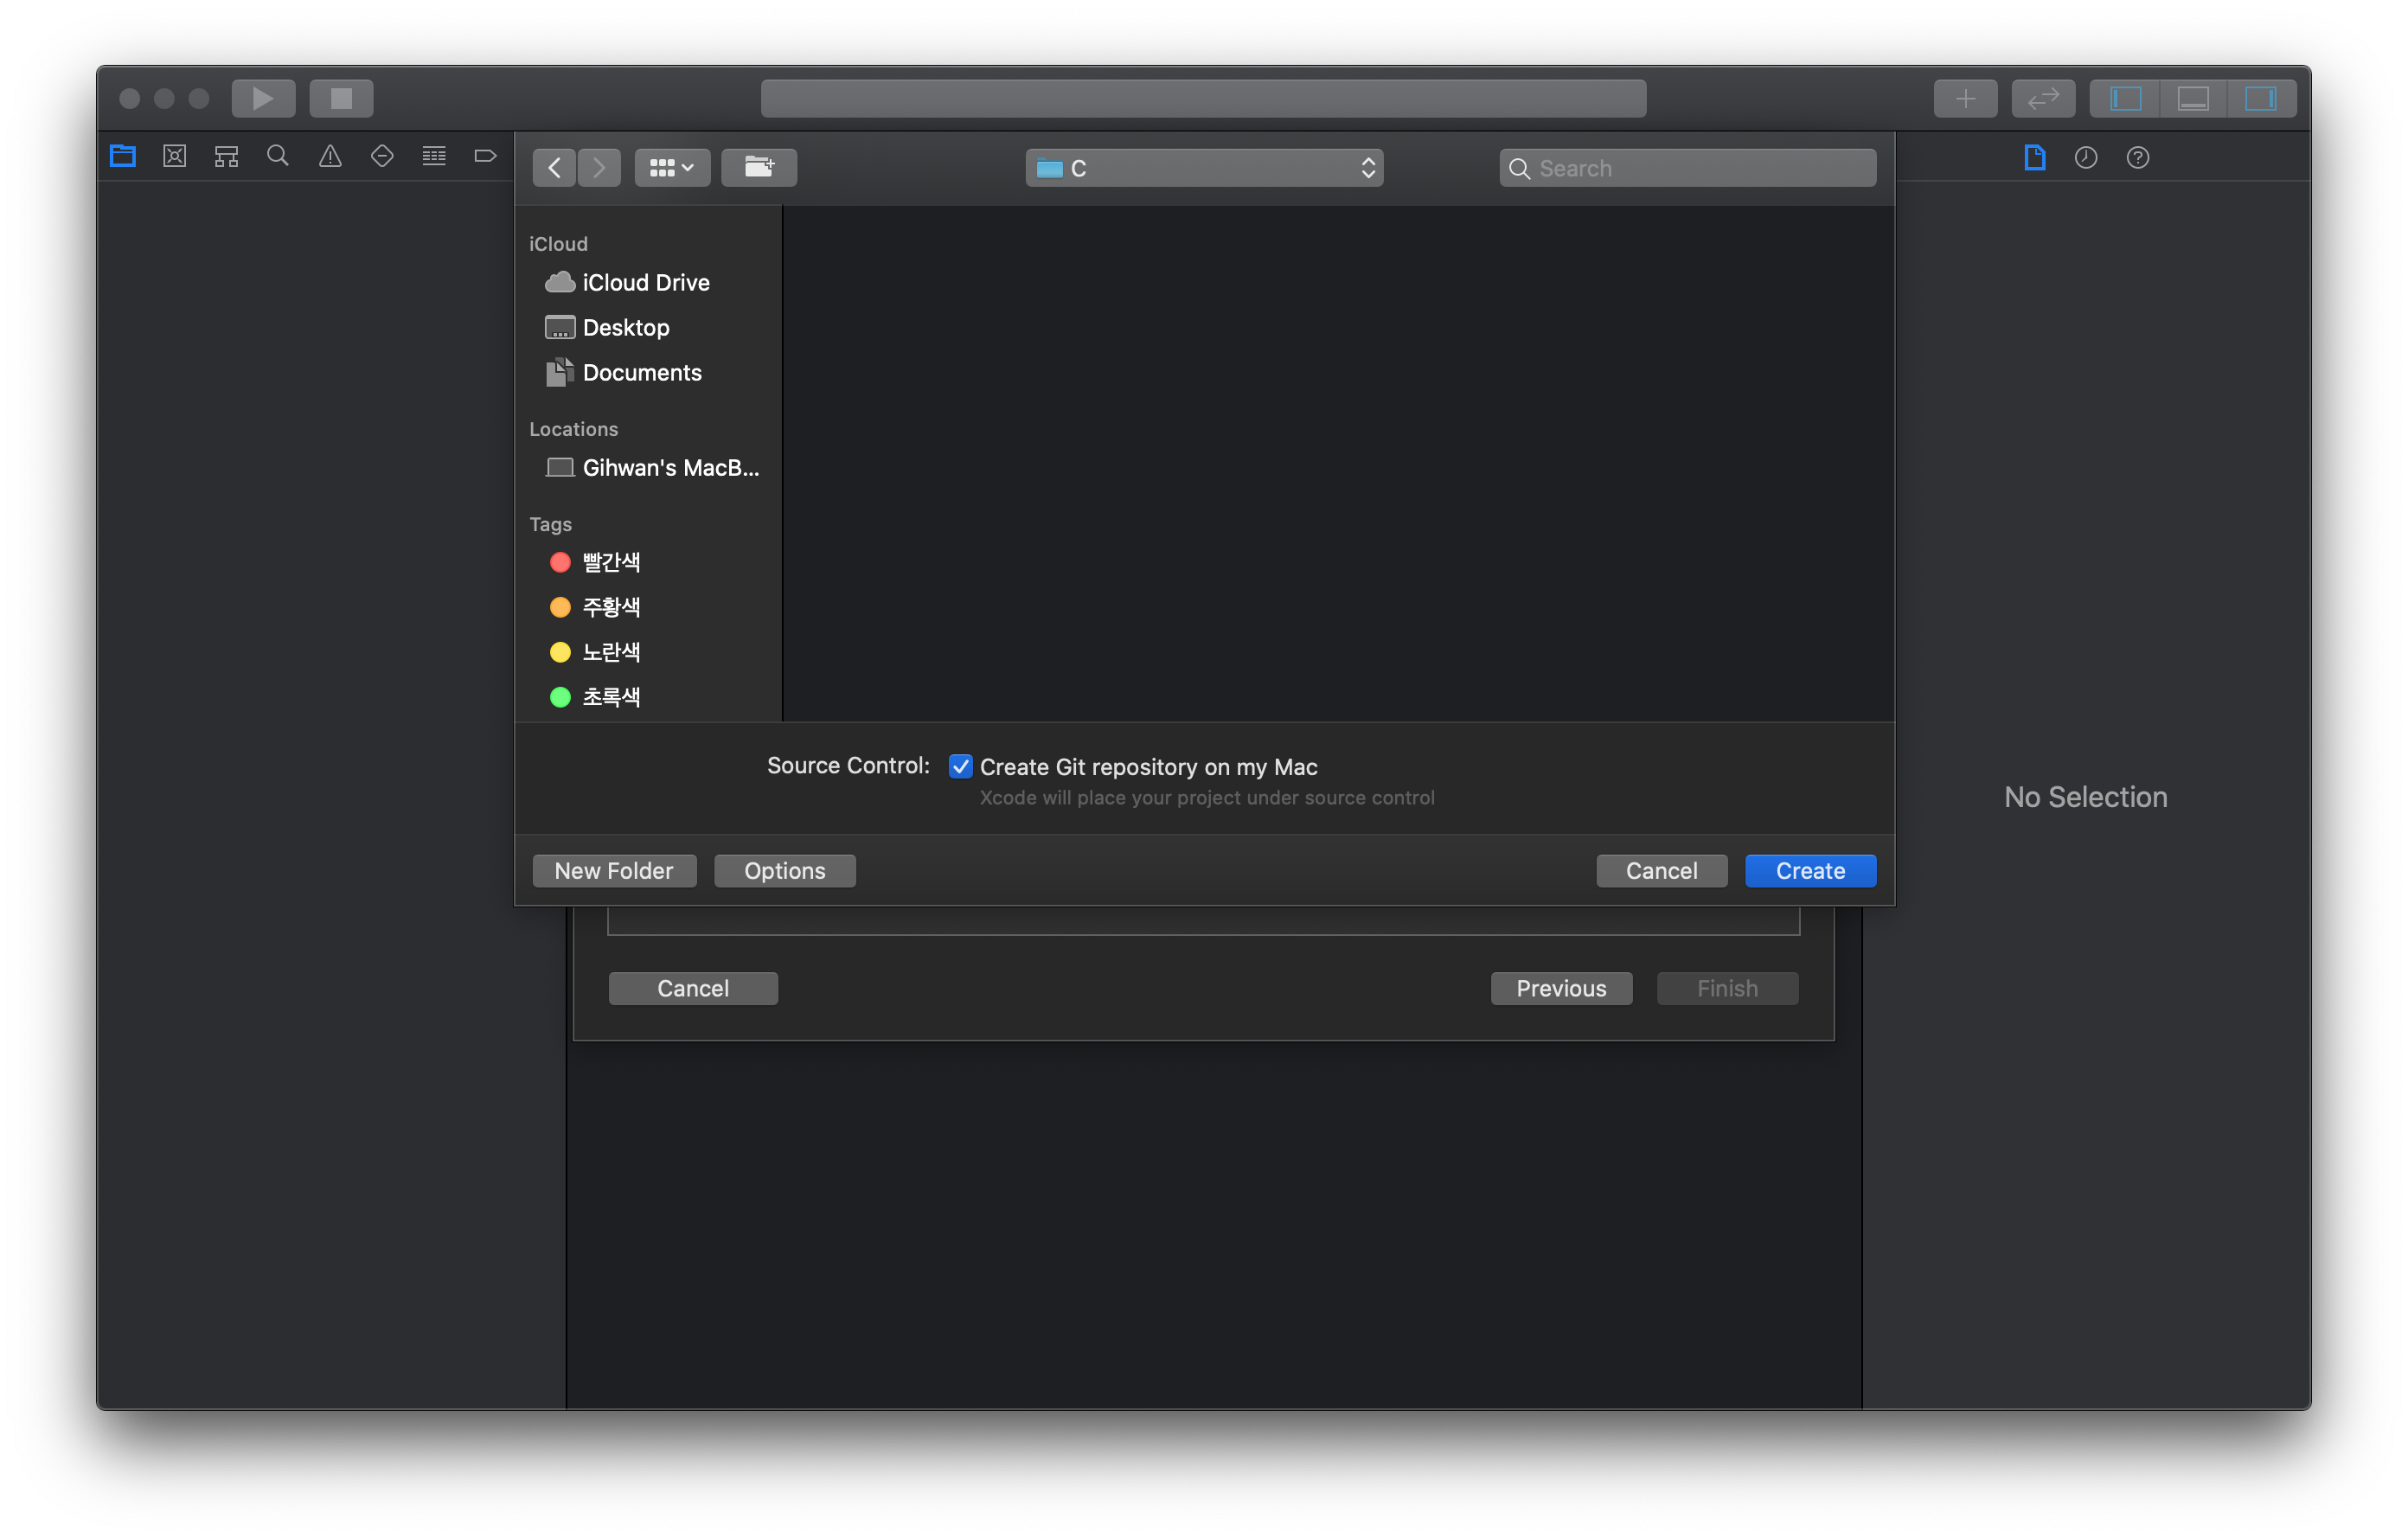 C
Search
iCloud
iCloud Drive
Desktop
Documents
Locations
Gihwan's MacB...
Tags
빨간색
주황색
노란색
초록색
Source Control:
Create Git repository on my Mac
Xcode will place your project under source control
New Folder
Options
Cancel
Create
No Selection
Cancel
Previous
Finish